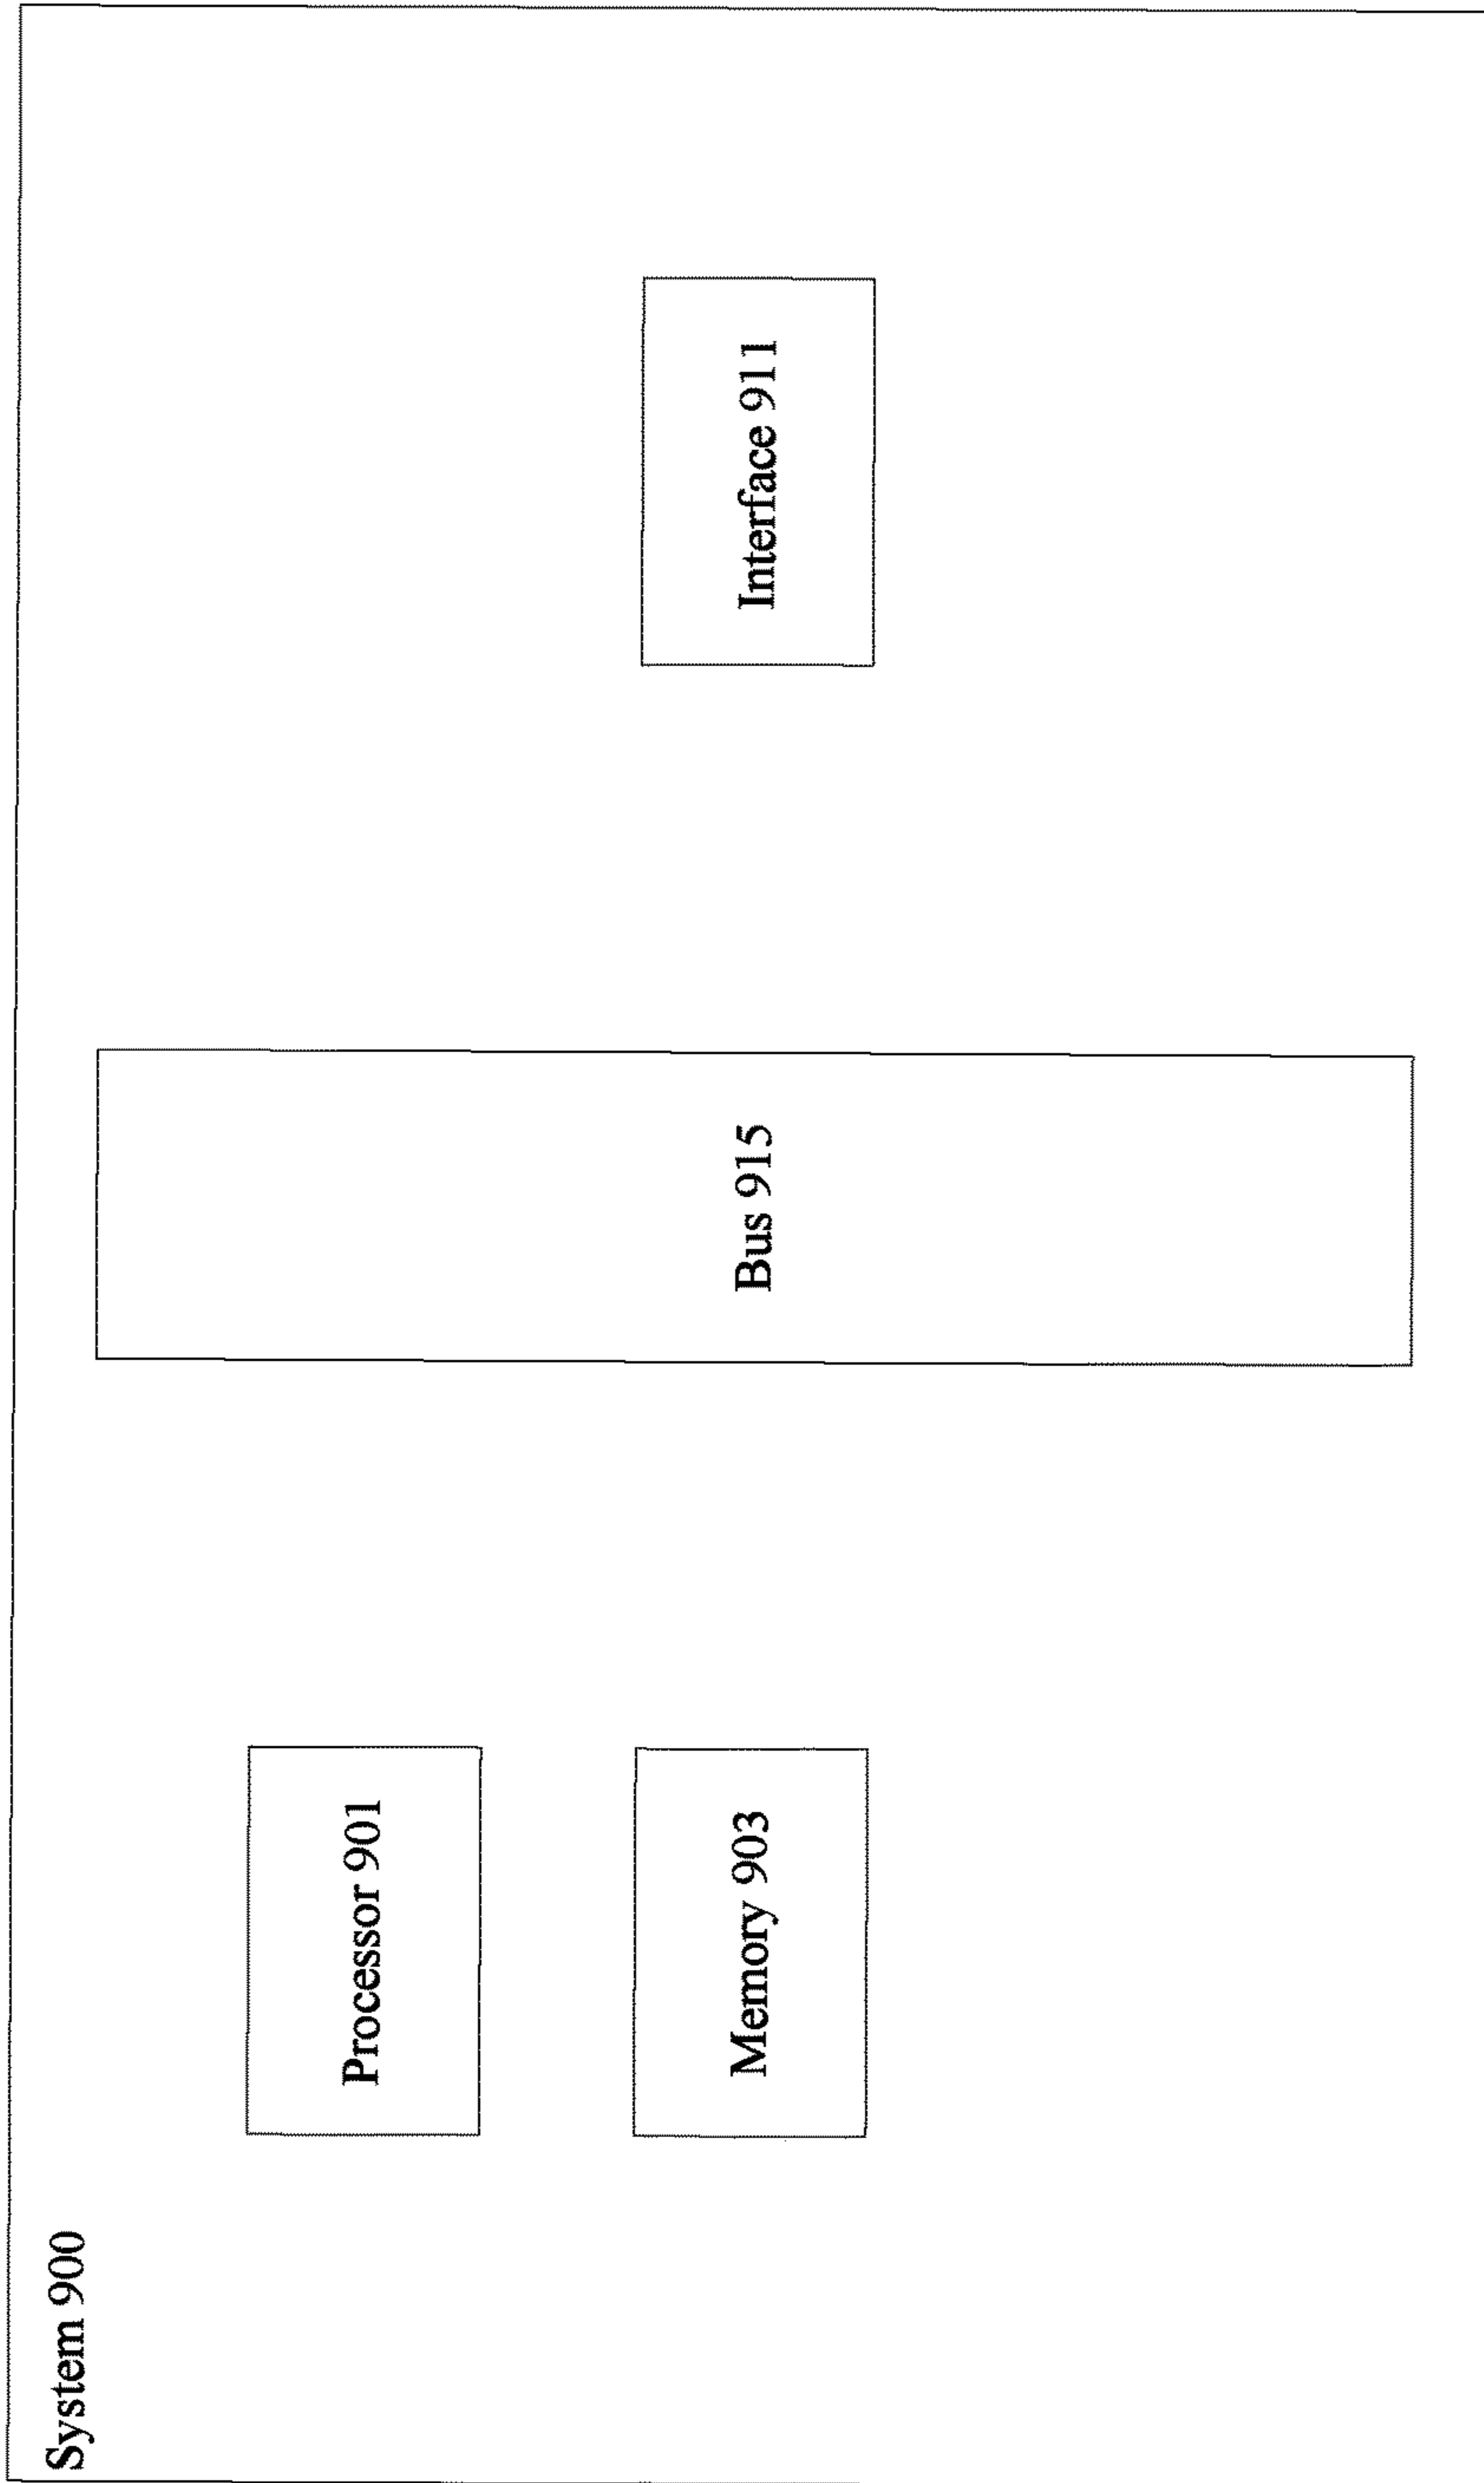 System 900
Processor 901
Memory 903
Bus 915
Interface 911